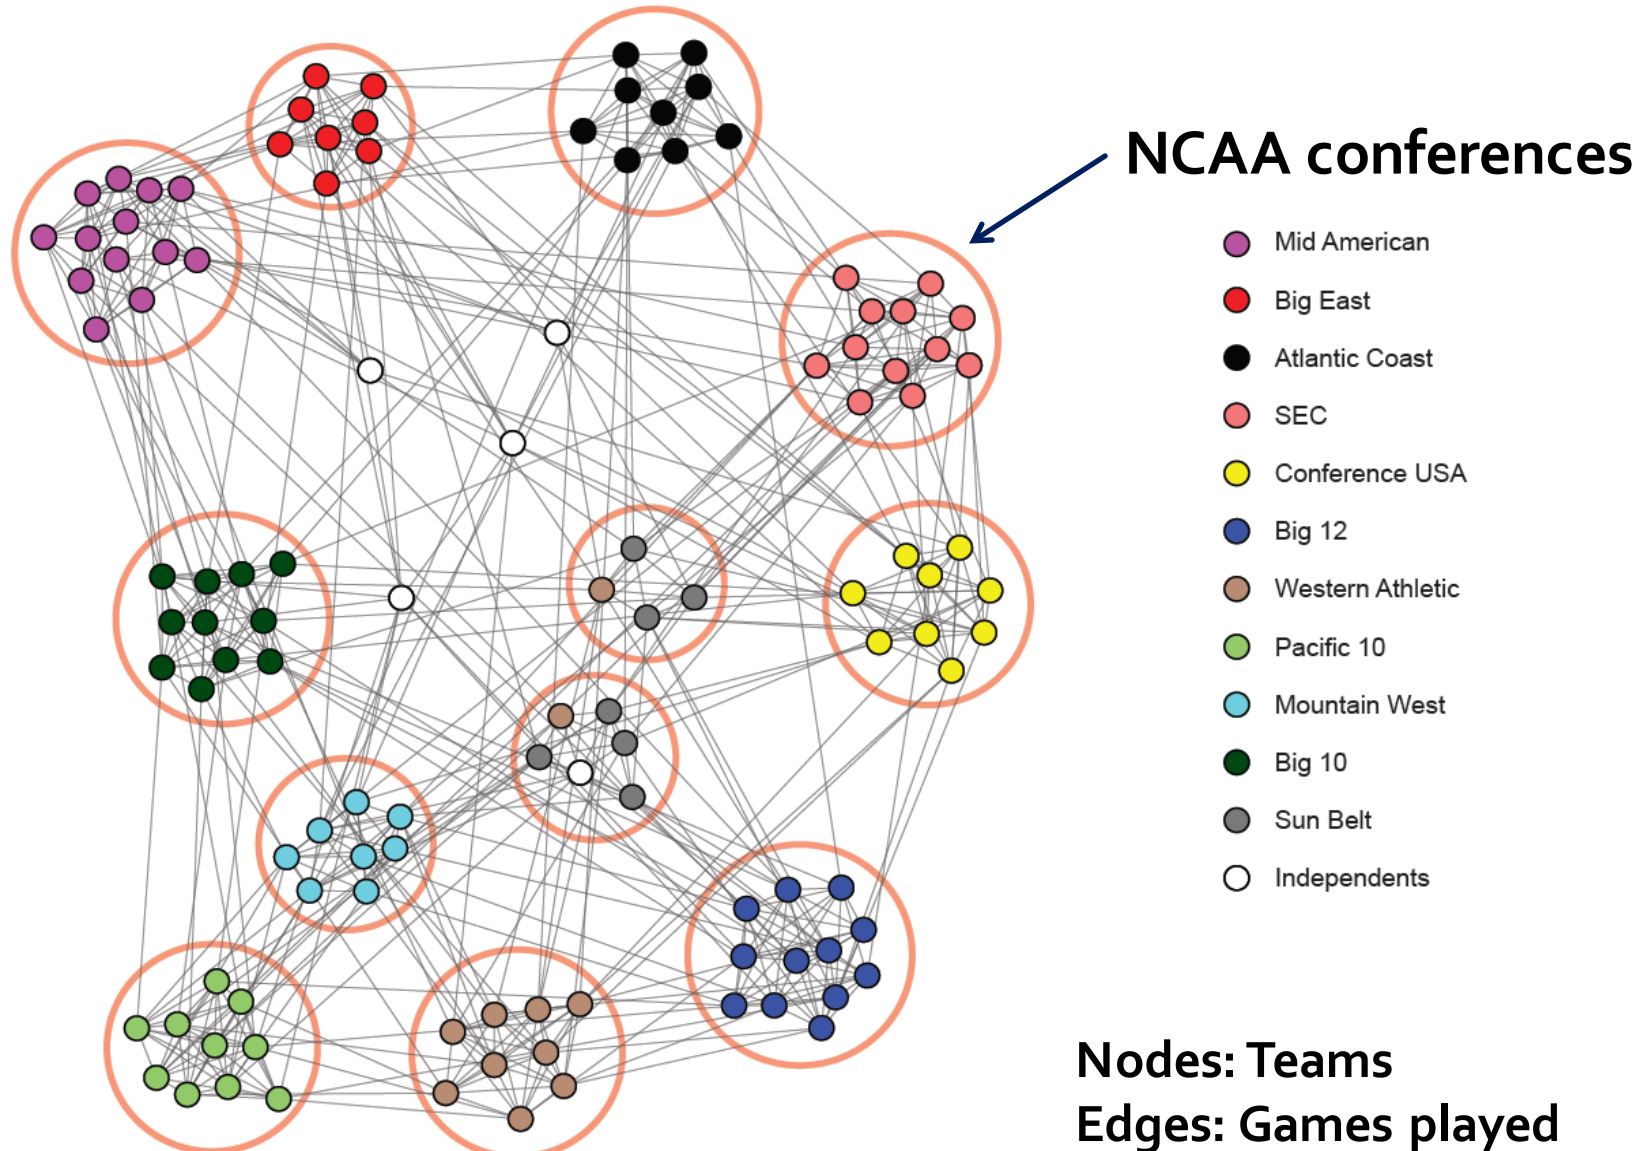 NCAA conferences
Mid American
Big East
Atlantic Coast
SEC
Conference USA
Big 12
Western Athletic
Pacific 10
Mountain West
Big 10
Sun Belt
Independents
Nodes: Teams
Edges: Games played